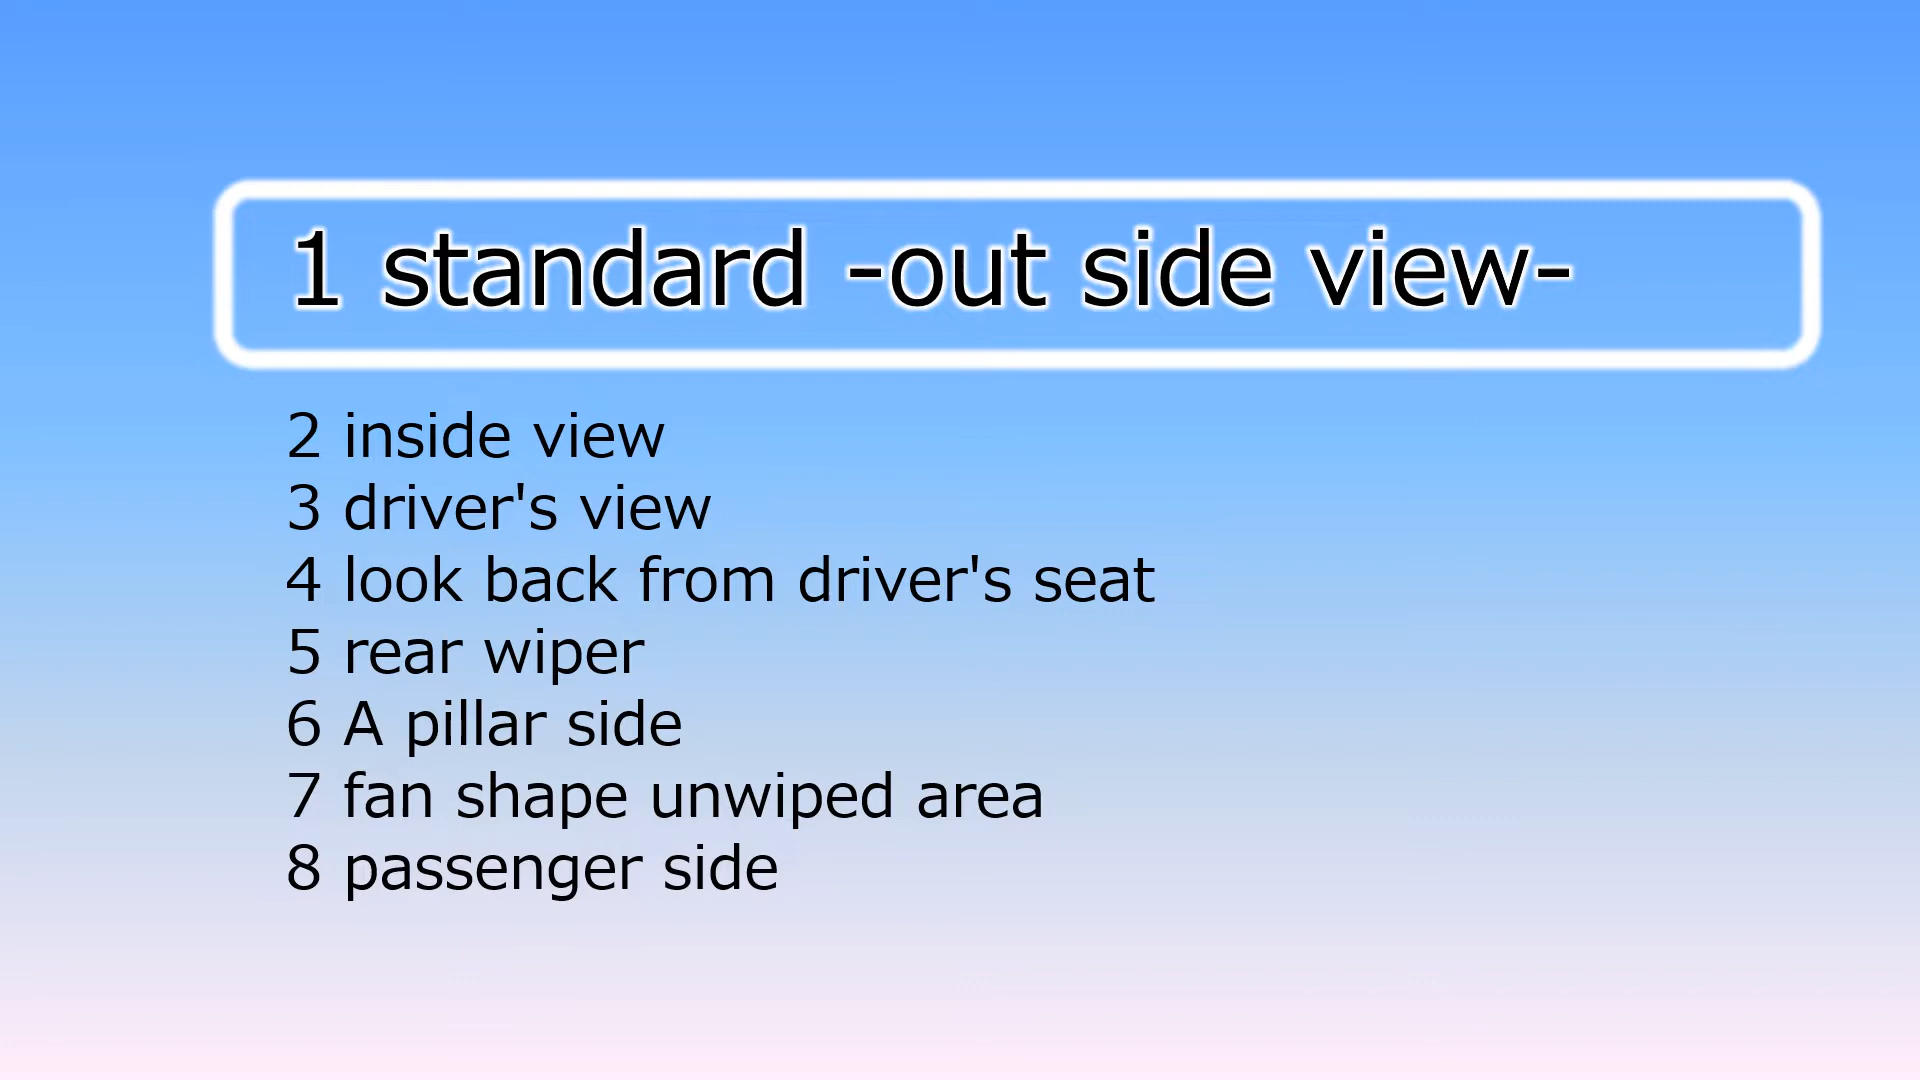 1 standard -out side view-
2 inside view
3 driver's view
4 look back from driver's seat
5 rear wiper
6 A pillar side
7 fan shape unwiped area
8 passenger side